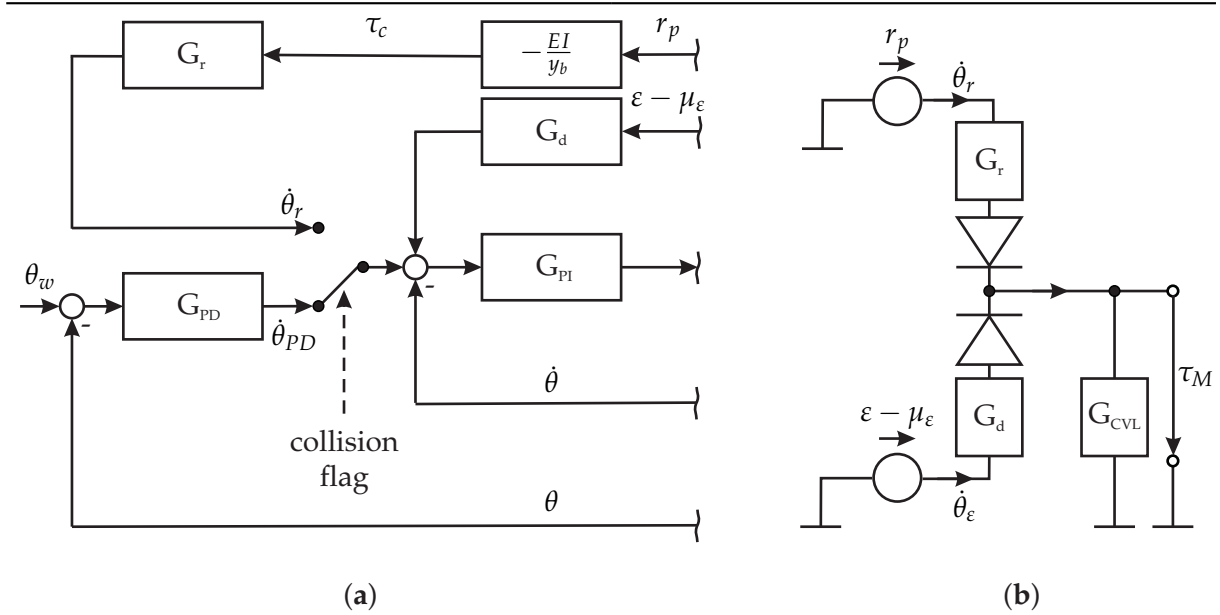 τ_c
r_p
G_r
− EI / y_b
ε − μ_ε
G_d
θ̇_r
θ_w
G_PD
G_PI
-
-
θ̇_PD
θ̇
collision
flag
θ
(a)
r_p
θ̇_r
G_r
τ_M
ε − μ_ε
G_d
G_CVL
θ̇_ε
(b)